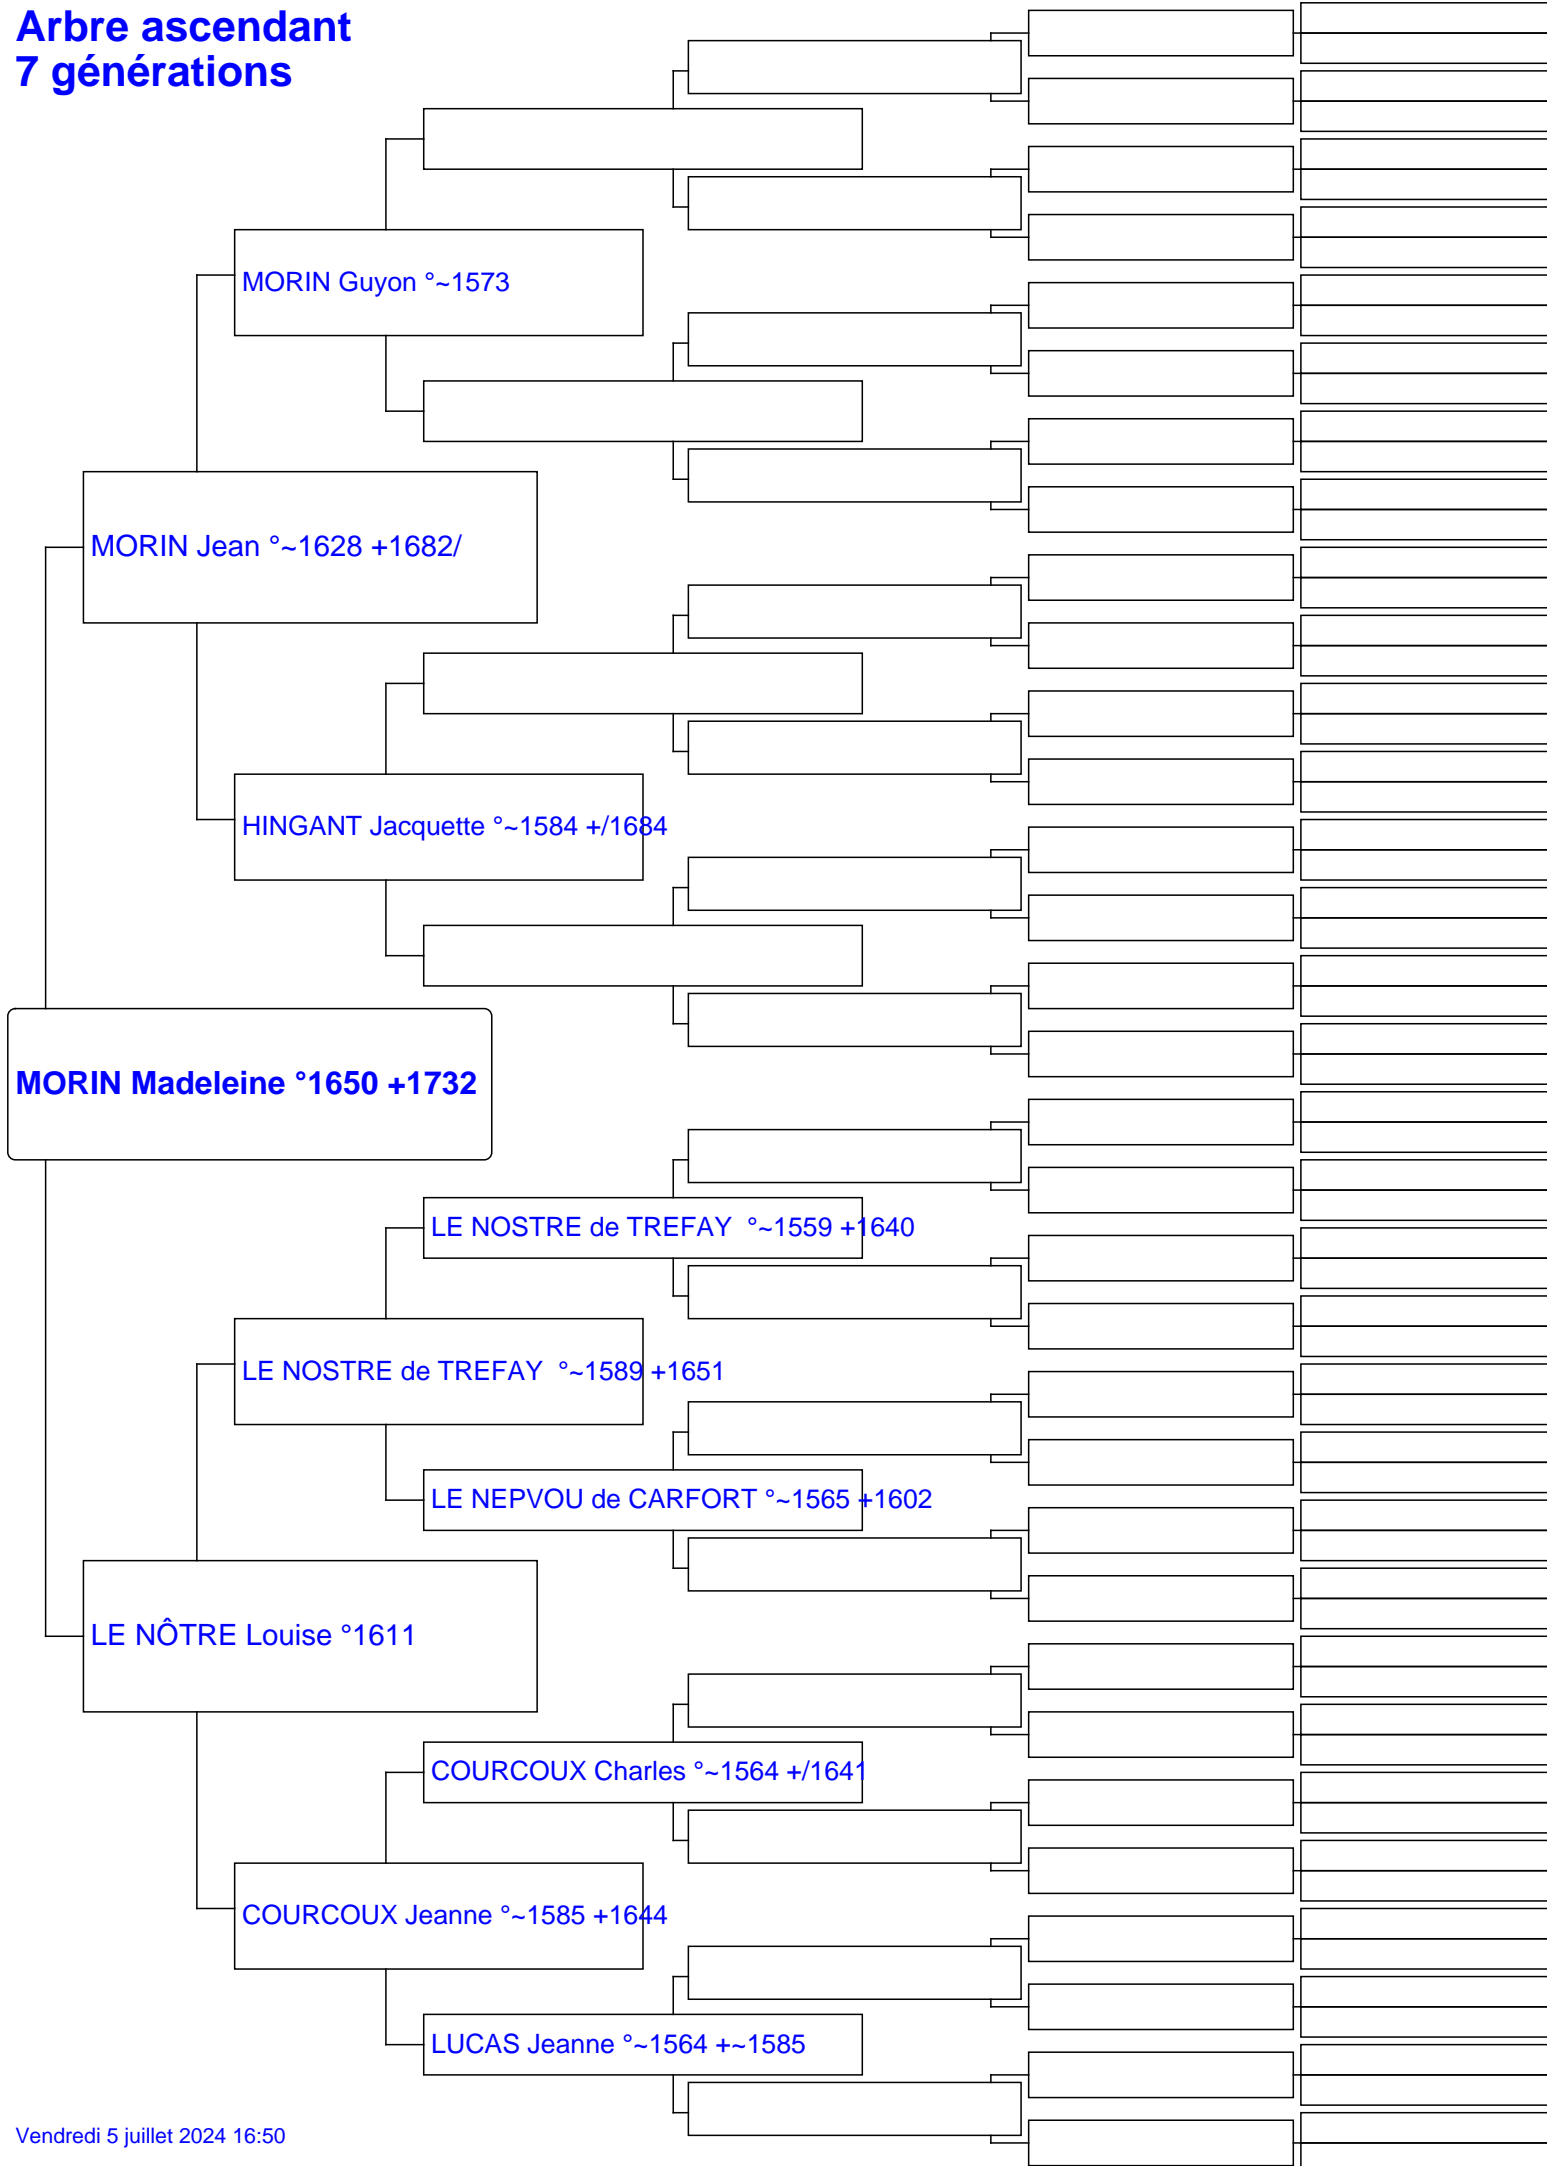 Arbre ascendant
7 générations
MORIN Guyon °~1573
MORIN Jean °~1628 +1682/
HINGANT Jacquette °~1584 +/1684
MORIN Madeleine °1650 +1732
LE NOSTRE de TREFAY  °~1559 +1640
LE NOSTRE de TREFAY  °~1589 +1651
LE NEPVOU de CARFORT °~1565 +1602
LE NÔTRE Louise °1611
COURCOUX Charles °~1564 +/1641
COURCOUX Jeanne °~1585 +1644
LUCAS Jeanne °~1564 +~1585
Vendredi 5 juillet 2024 16:50